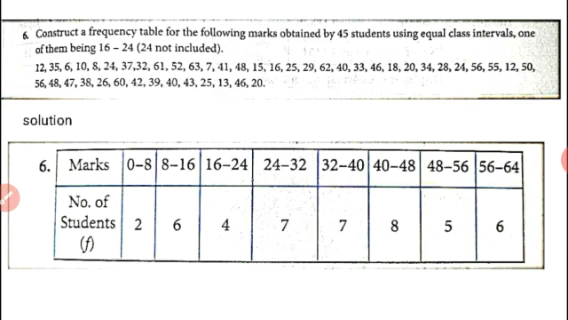 6. Construct a frequency table for the following marks obtained by 45 students using equal class intervals, one
of them being 16 – 24 (24 not included).
12, 35, 6, 10, 8, 24, 37,32, 61, 52, 63, 7, 41, 48, 15, 16, 25, 29, 62, 40, 33, 46, 18, 20, 34, 28, 24, 56, 55, 12, 50,
56, 48, 47, 38, 26, 60, 42, 39, 40, 43, 25, 13, 46, 20.
solution
6. Marks 0–8 8–16 16–24 24–32 32–40 40–48 48–56 56–64
No. of
Students 2 6 4 7 7 8 5 6
(f)